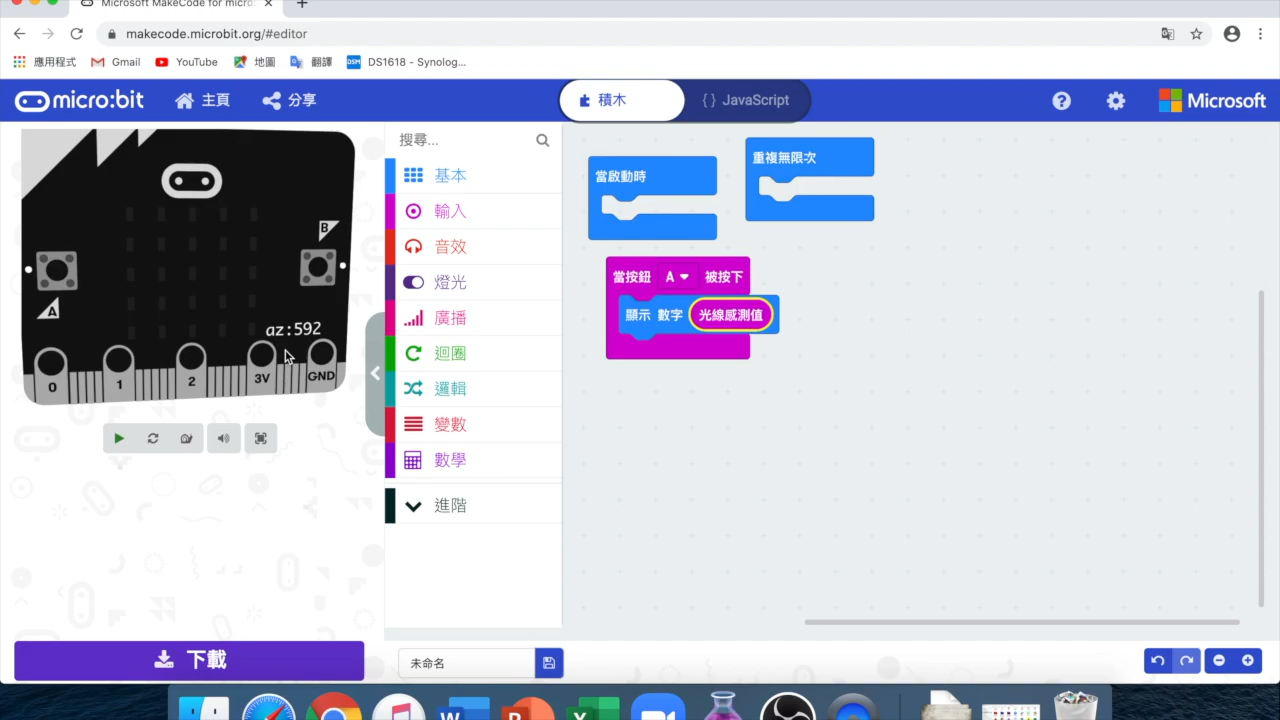 Microsoft MakeCode for micro:
makecode.microbit.org/#editor
應用程式
Gmail
YouTube
地圖
翻譯
DSM
DS1618 - Synolog...
micro:bit
主頁
分享
積木
{ } JavaScript
Microsoft
搜尋...
基本
輸入
音效
燈光
廣播
迴圈
邏輯
變數
數學
進階
當啟動時
重複無限次
當按鈕 A 被按下
顯示 數字 光線感測值
B
A
az:592
0 1 2 3V GND
下載
未命名